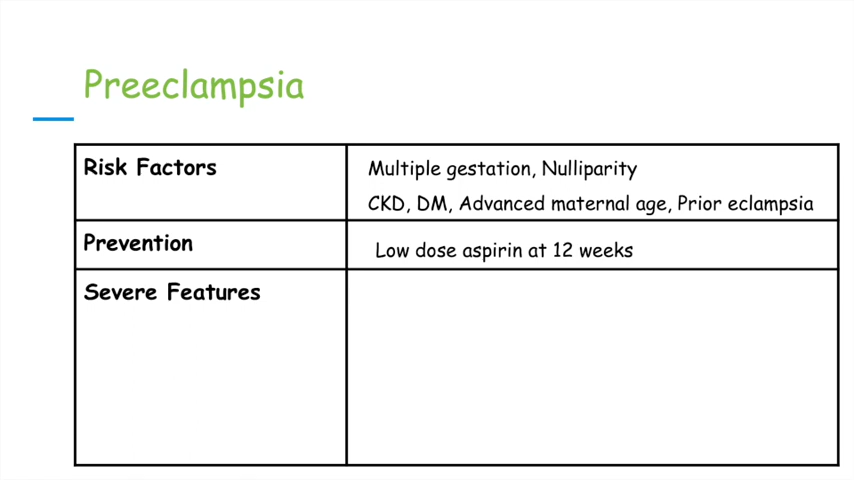 Preeclampsia
Risk Factors
Multiple gestation, Nulliparity
CKD, DM, Advanced maternal age, Prior eclampsia
Prevention
Low dose aspirin at 12 weeks
Severe Features